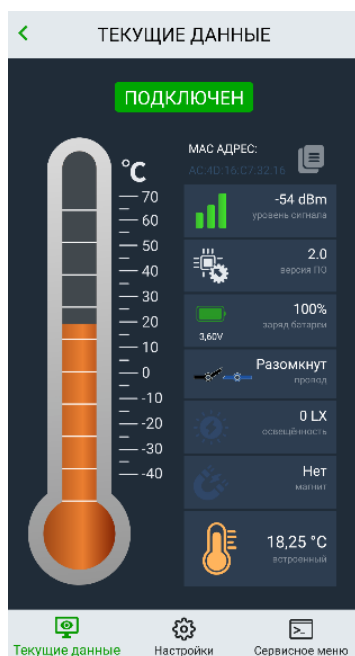 ТЕКУЩИЕ ДАННЫЕ
ПОДКЛЮЧЕН
°C
70
60
50
40
30
20
10
0
-10
-20
-30
-40
МАС АДРЕС:
AC:4D:16:C7:32:16
-54 dBm
уровень сигнала
2.0
версия ПО
100%
заряд батареи
3,60V
Разомкнут
провод
0 LX
освещённость
Нет
магнит
18,25 °C
встроенный
Текущие данные
Настройки
Сервисное меню